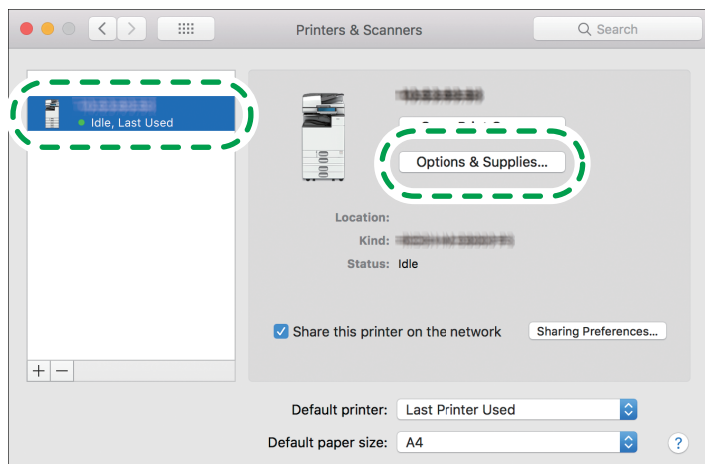 Printers & Scanners
Search
Idle, Last Used
Options & Supplies...
Location:
Kind:
Status: Idle
Share this printer on the network
Sharing Preferences...
+ −
Default printer: Last Printer Used
Default paper size: A4
?